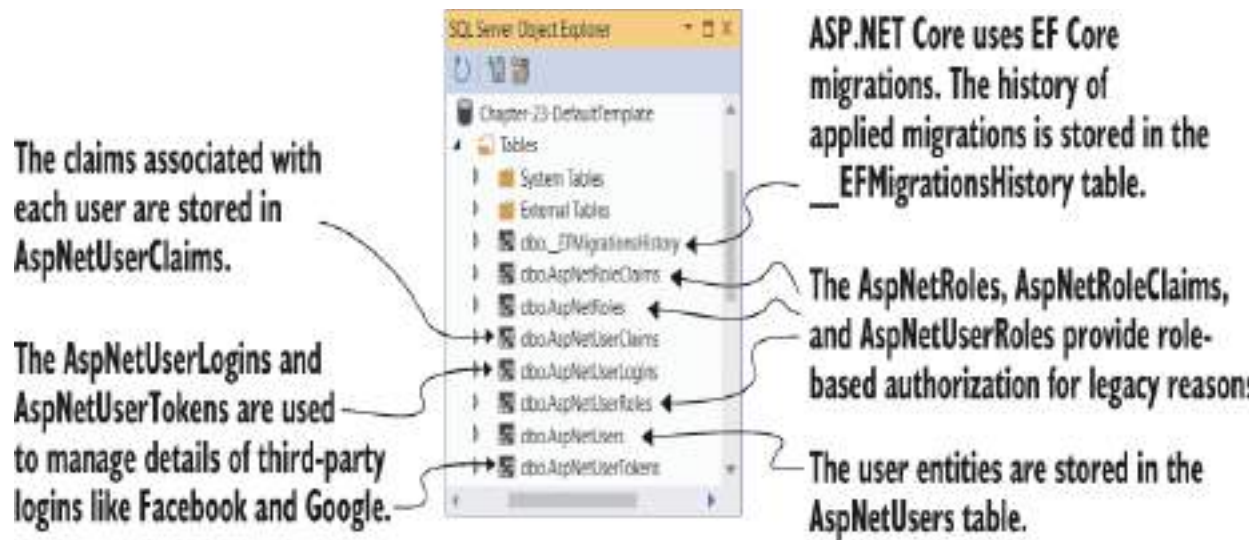 The claims associated with
each user are stored in
AspNetUserClaims.
The AspNetUserLogins and
AspNetUserTokens are used
to manage details of third-party
logins like Facebook and Google.
SQL Server Object Explorer
Chapter-23-DefaultTemplate
Tables
System Tables
External Tables
dbo.__EFMigrationsHistory
dbo.AspNetRoleClaims
dbo.AspNetRoles
dbo.AspNetUserClaims
dbo.AspNetUserLogins
dbo.AspNetUserRoles
dbo.AspNetUsers
dbo.AspNetUserTokens
ASP.NET Core uses EF Core
migrations. The history of
applied migrations is stored in the
__EFMigrationsHistory table.
The AspNetRoles, AspNetRoleClaims,
and AspNetUserRoles provide role-
based authorization for legacy reasons
The user entities are stored in the
AspNetUsers table.